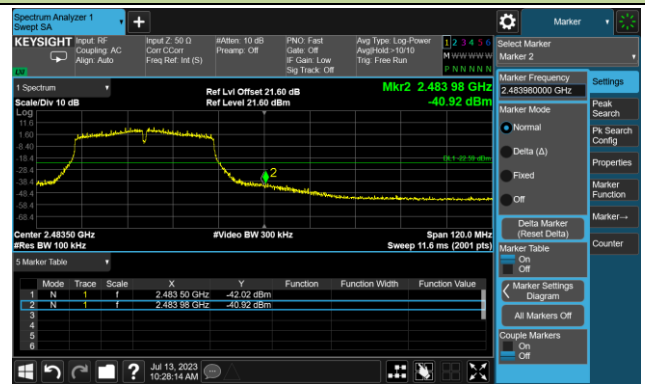 Spectrum Analyzer 1
Swept SA
+
Marker
KEYSIGHT Input: RF Input Z: 50 Ω #Atten: 10 dB PNO: Fast Avg Type: Log-Power 1 2 3 4 5 6
Coupling: AC Corr CCorr Preamp: Off Gate: Off Avg|Hold:>10/10 M W W W W W
Align: Auto Freq Ref: Int (S) IF Gain: Low Trig: Free Run P N N N N N
Sig Track: Off
LW
Select Marker
Marker 2
1 Spectrum Ref Lvl Offset 21.60 dB Mkr2 2.483 98 GHz
Scale/Div 10 dB Ref Level 21.60 dBm -40.92 dBm
Log
11.6
1.60
-8.40
-18.4
DL1 -22.59 dBm
-28.4
2
-38.4
-48.4
-58.4
-68.4
Center 2.48350 GHz #Video BW 300 kHz Span 120.0 MHz
#Res BW 100 kHz Sweep 11.6 ms (2001 pts)
5 Marker Table
Mode Trace Scale X Y Function Function Width Function Value
1 N 1 f 2.483 50 GHz -42.02 dBm
2 N 1 f 2.483 98 GHz -40.92 dBm
3
4
5
6
Marker Frequency
2.483980000 GHz
Marker Mode
Normal
Delta (Δ)
Fixed
Off
Delta Marker
(Reset Delta)
Marker Table
On
Off
Marker Settings
Diagram
All Markers Off
Couple Markers
On
Off
Settings
Peak
Search
Pk Search
Config
Properties
Marker
Function
Marker→
Counter
? Jul 13, 2023
10:28:14 AM